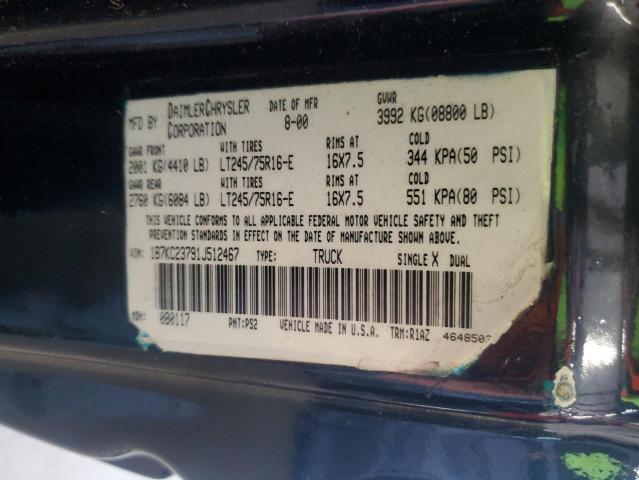 MFD BY DAIMLERCHRYSLER CORPORATION DATE OF MFR 8-00 GVWR 3992 KG(08800 LB)
GAWR FRONT WITH TIRES RIMS AT COLD
2001 KG(4410 LB) LT245/75R16-E 16X7.5 344 KPA(50 PSI)
GAWR REAR WITH TIRES RIMS AT COLD
2760 KG(6084 LB) LT245/75R16-E 16X7.5 551 KPA(80 PSI)
THIS VEHICLE CONFORMS TO ALL APPLICABLE FEDERAL MOTOR VEHICLE SAFETY AND THEFT
PREVENTION STANDARDS IN EFFECT ON THE DATE OF MANUFACTURE SHOWN ABOVE.
VIN: 1B7KC23791J512467 TYPE: TRUCK SINGLE X DUAL
MDH: 080117 PNT:PS2 VEHICLE MADE IN U.S.A. TRM:R1AZ 4648503